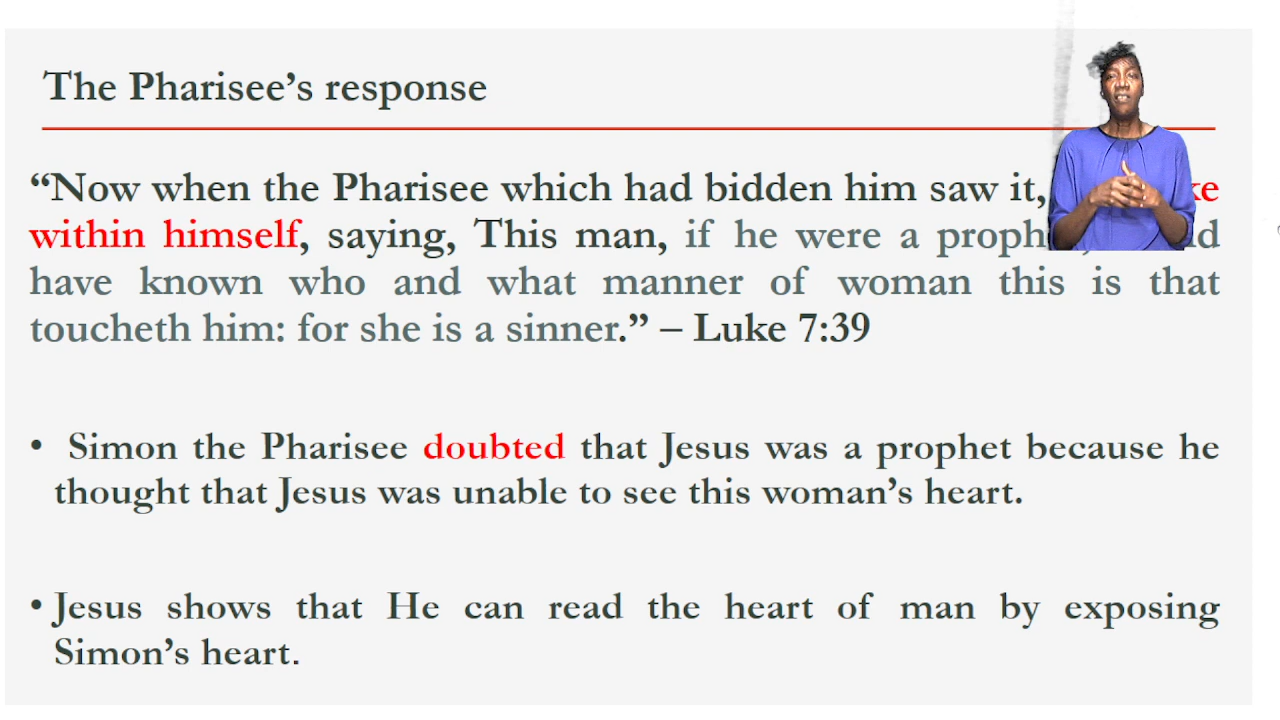 The Pharisee’s response
“Now when the Pharisee which had bidden him saw it,
within himself, saying, This man, if he were a
have known who and what manner of woman this is that
toucheth him: for she is a sinner.” – Luke 7:39
• Simon the Pharisee doubted that Jesus was a prophet because he
thought that Jesus was unable to see this woman’s heart.
• Jesus shows that He can read the heart of man by exposing
Simon’s heart.